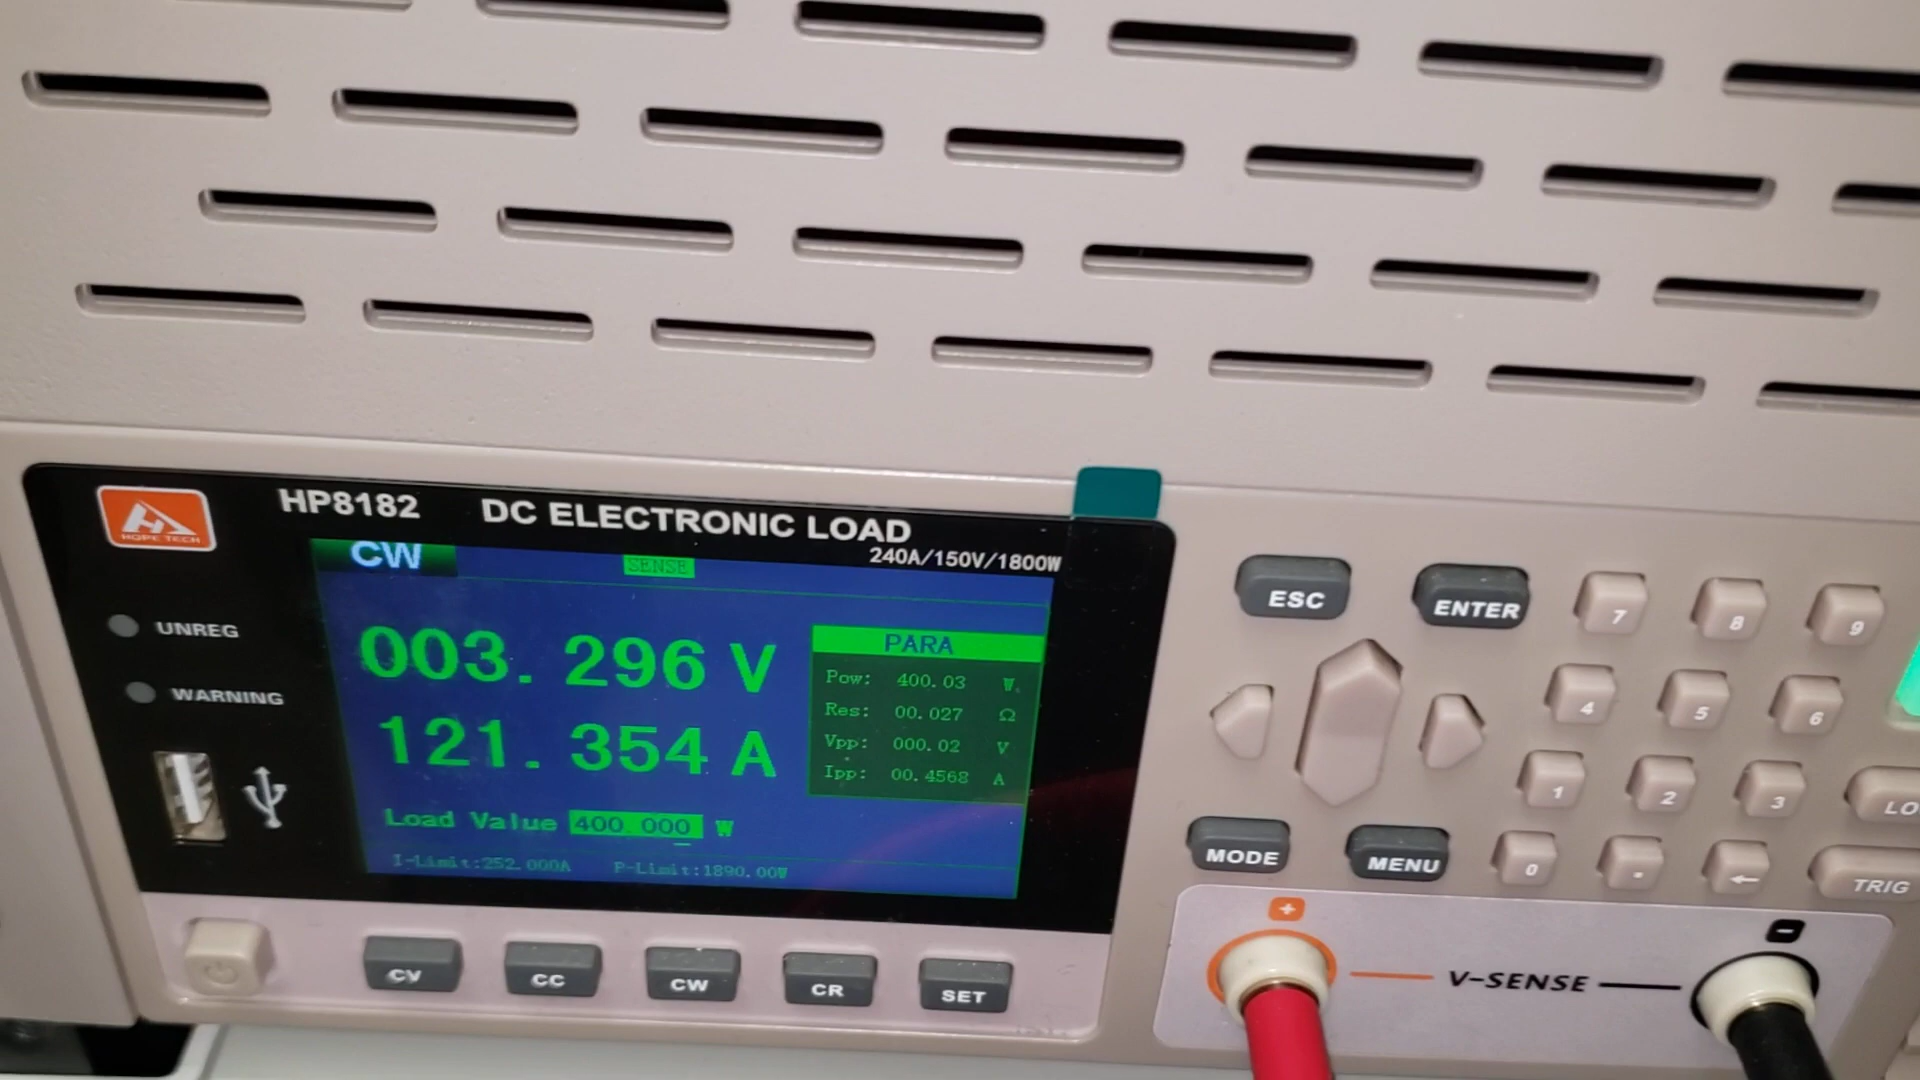 HP8182 DC ELECTRONIC LOAD
HOPE TECH
240A/150V/1800W
CW SENSE
UNREG
WARNING
003.296 V
121.354 A
PARA
Pow: 400.03 W
Res: 00.027 Ω
Vpp: 000.02 V
Ipp: 00.4568 A
Load Value 400.000 W
I-Limit:252.000A P-Limit:1890.00W
CV CC CW CR SET
ESC ENTER 7 8 9
4 5 6
1 2 3 LO
MODE MENU 0 . ← TRIG
+ V-SENSE -